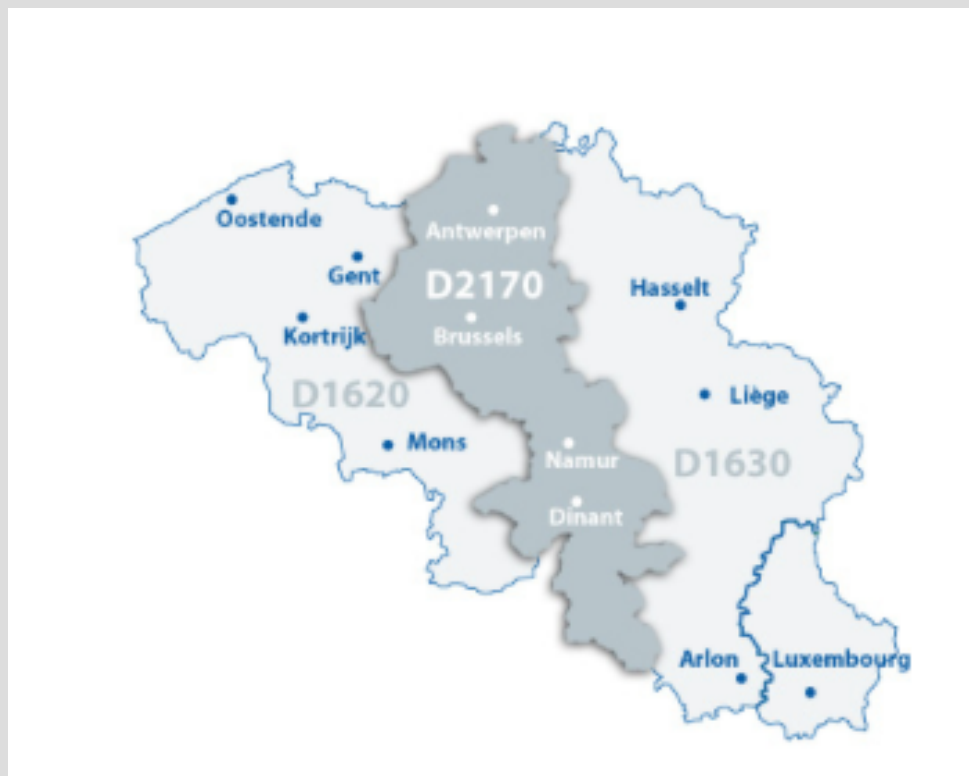 Oostende
Antwerpen
Gent
D2170
Hasselt
Kortrijk
Brussels
D1620
Liège
Mons
Namur
D1630
Dinant
Arlon
Luxembourg